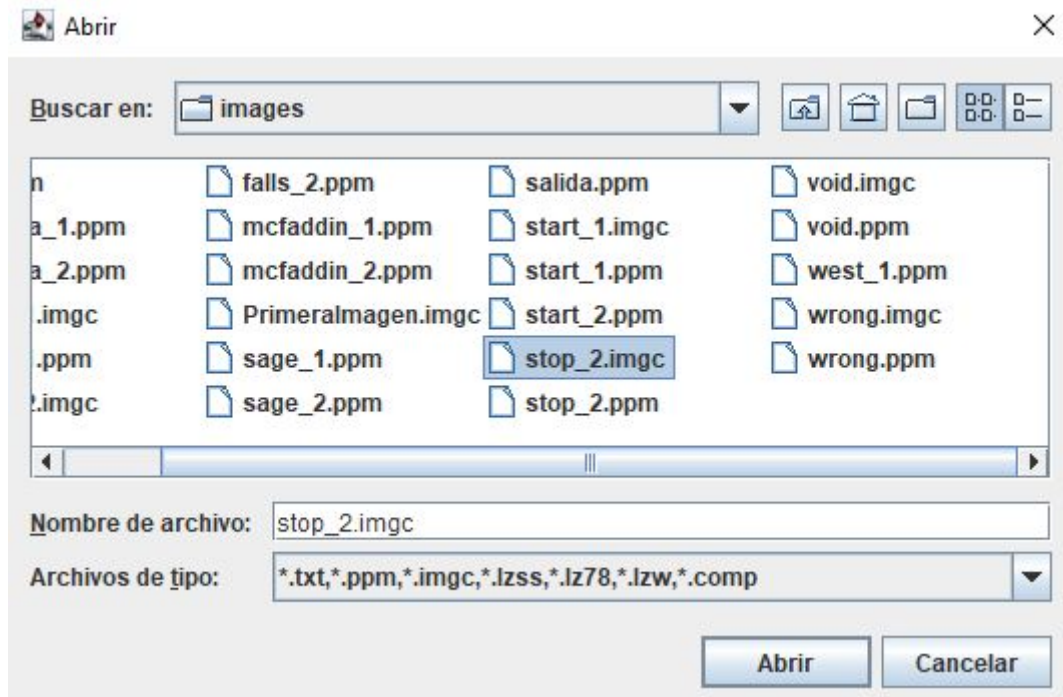 Abrir
Buscar en: images
m falls_2.ppm salida.ppm void.imgc
a_1.ppm mcfaddin_1.ppm start_1.imgc void.ppm
a_2.ppm mcfaddin_2.ppm start_1.ppm west_1.ppm
.imgc PrimeraImagen.imgc start_2.ppm wrong.imgc
.ppm sage_1.ppm stop_2.imgc wrong.ppm
.imgc sage_2.ppm stop_2.ppm
Nombre de archivo: stop_2.imgc
Archivos de tipo: *.txt,*.ppm,*.imgc,*.lzss,*.lz78,*.lzw,*.comp
Abrir Cancelar